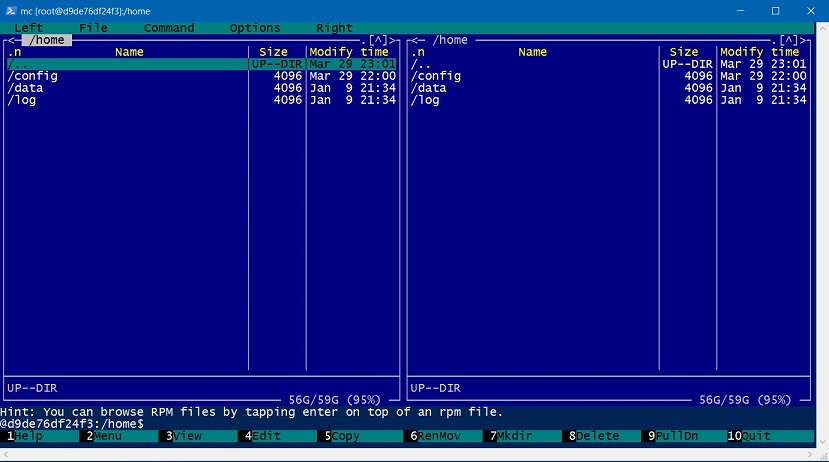 mc [root@d9de76df24f3]:/home
Left File Command Options Right
<─ /home .[^]> <─ /home .[^]>
.n Name Size Modify time .n Name Size Modify time
/.. UP--DIR Mar 29 23:01 /.. UP--DIR Mar 29 23:01
/config 4096 Mar 29 22:00 /config 4096 Mar 29 22:00
/data 4096 Jan 9 21:34 /data 4096 Jan 9 21:34
/log 4096 Jan 9 21:34 /log 4096 Jan 9 21:34
UP--DIR UP--DIR
56G/59G (95%) 56G/59G (95%)
Hint: You can browse RPM files by tapping enter on top of an rpm file.
@d9de76df24f3:/home$
1Help 2Menu 3View 4Edit 5Copy 6RenMov 7Mkdir 8Delete 9PullDn 10Quit